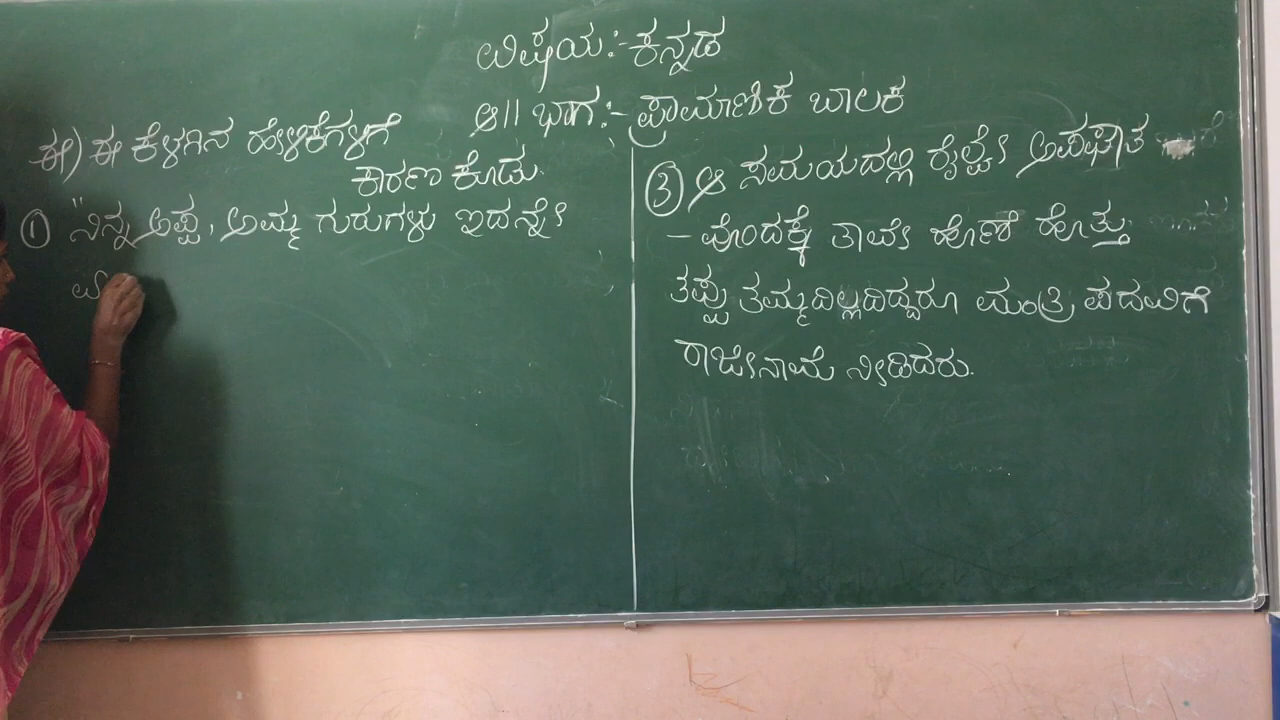 ವಿಷಯ:-ಕನ್ನಡ
ಆ|| ಭಾಗ:- ಪ್ರಾಮಾಣಿಕ ಬಾಲಕ
ಈ) ಈ ಕೆಳಗಿನ ಹೇಳಿಕೆಗಳಿಗೆ
ಕಾರಣ ಕೊಡು.
① "ನಿನ್ನ ಅಪ್ಪ, ಅಮ್ಮ ಗುರುಗಳು ಇದನ್ನೇ
③ ಆ ಸಮಯದಲ್ಲಿ ರೈಲ್ವೇ ಅಪಘಾತ
ತಾವೇ ಹೊಣೆ ಹೊತ್ತು
ತಪ್ಪು ತಮ್ಮದಿಲ್ಲದಿದ್ದರೂ ಮಂತ್ರಿ ಪದವಿಗೆ
ರಾಜೀನಾಮೆ ನೀಡಿದರು.